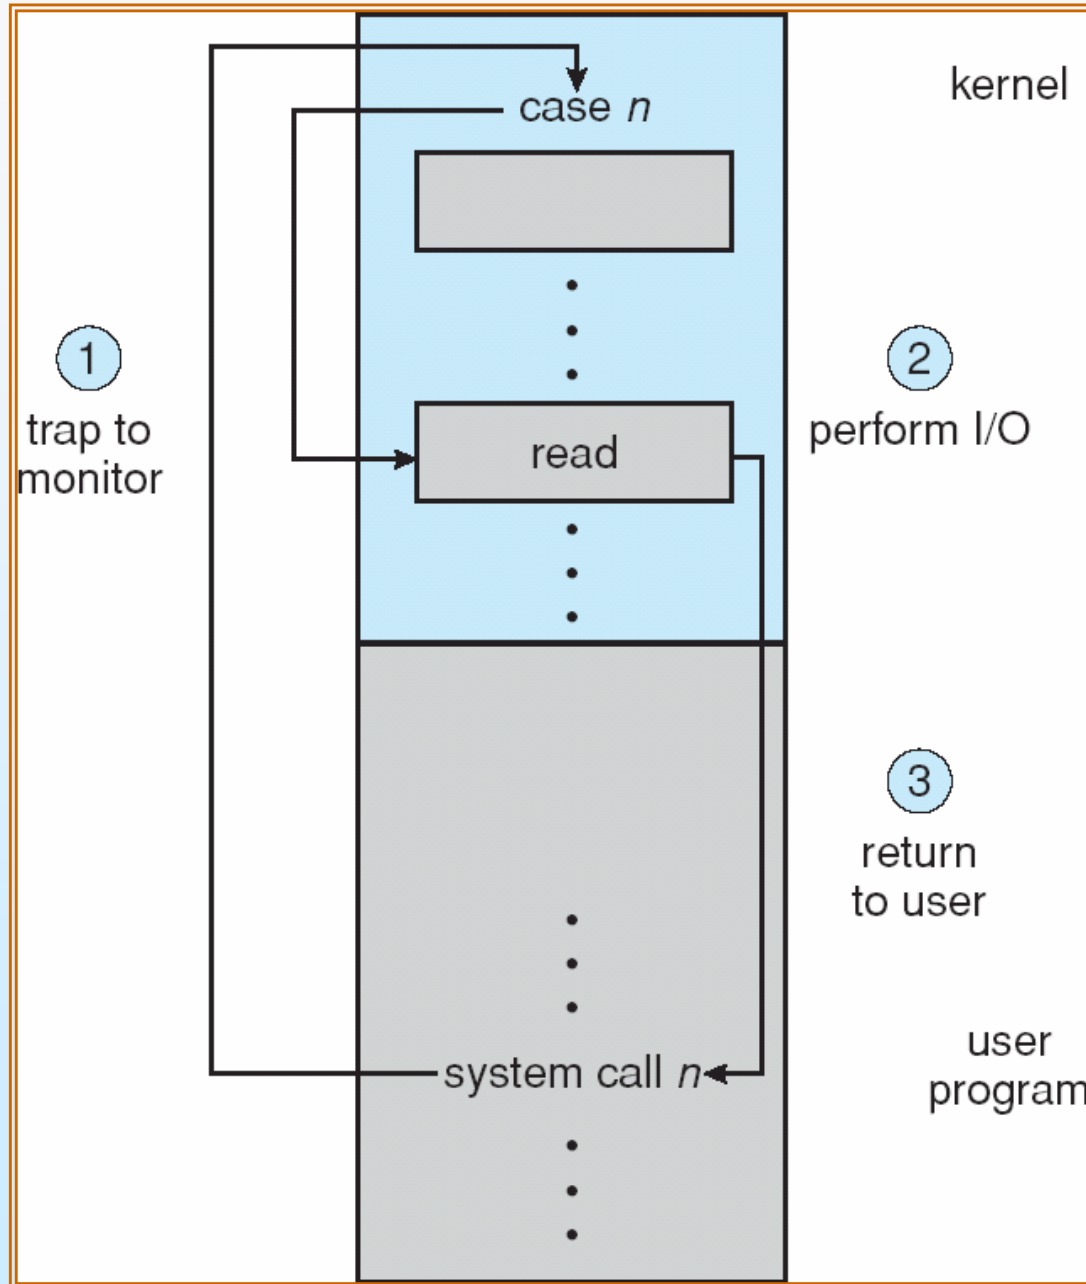 case n
kernel
1
trap to
monitor
2
perform I/O
read
3
return
to user
system call n
user
program